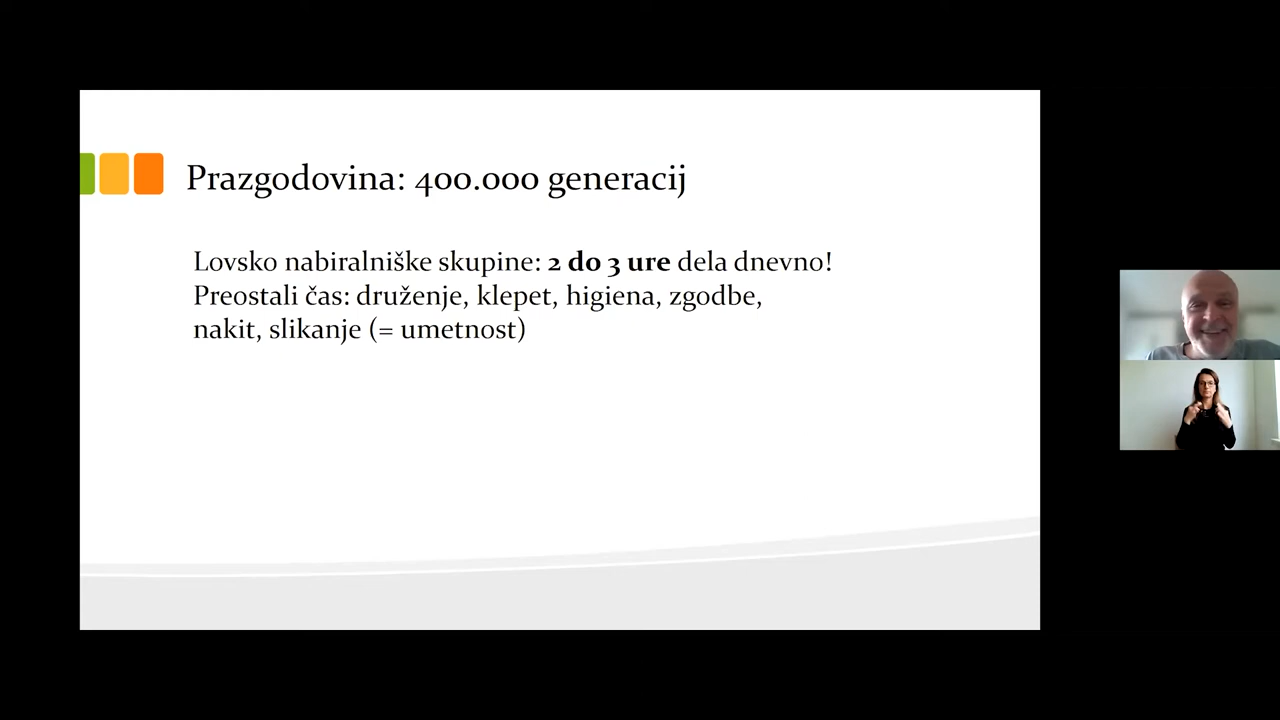 Prazgodovina: 400.000 generacij
Lovsko nabiralniške skupine: 2 do 3 ure dela dnevno!
Preostali čas: druženje, klepet, higiena, zgodbe,
nakit, slikanje (= umetnost)